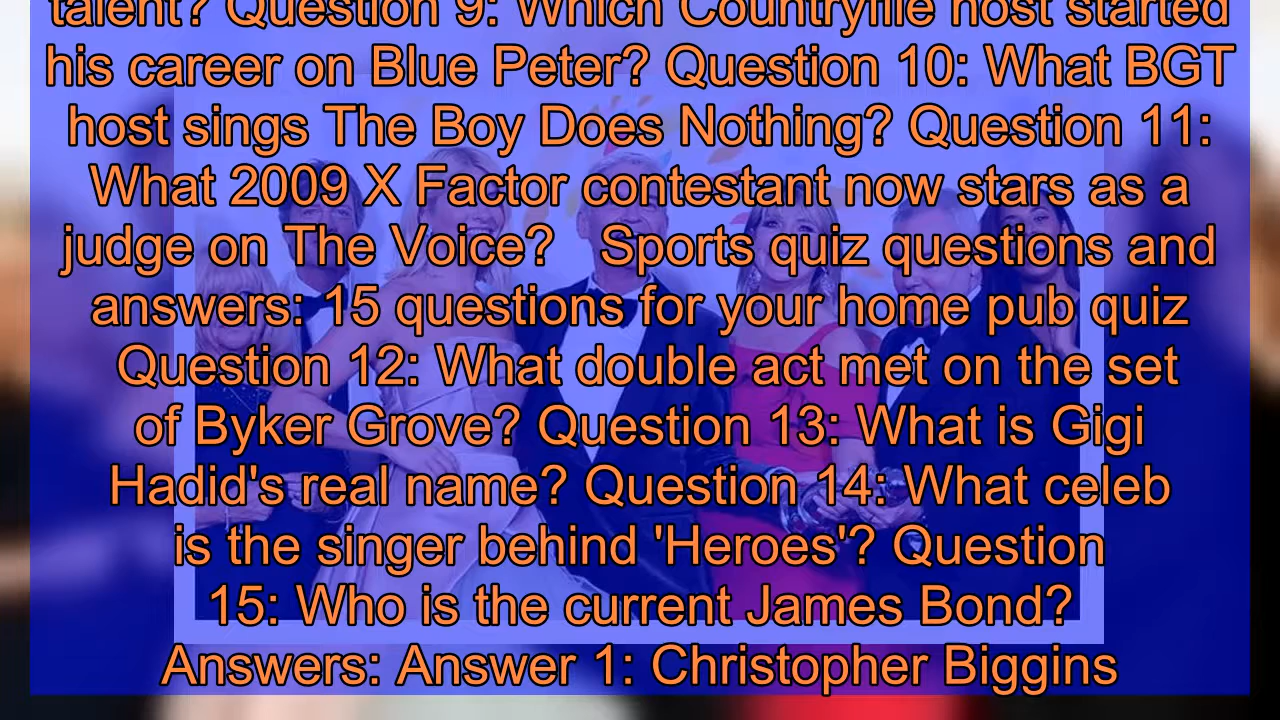 talent? Question 9: Which Countryfile host started
his career on Blue Peter? Question 10: What BGT
host sings The Boy Does Nothing? Question 11:
What 2009 X Factor contestant now stars as a
judge on The Voice?   Sports quiz questions and
answers: 15 questions for your home pub quiz
Question 12: What double act met on the set
of Byker Grove? Question 13: What is Gigi
Hadid's real name? Question 14: What celeb
is the singer behind 'Heroes'? Question
15: Who is the current James Bond?
Answers: Answer 1: Christopher Biggins